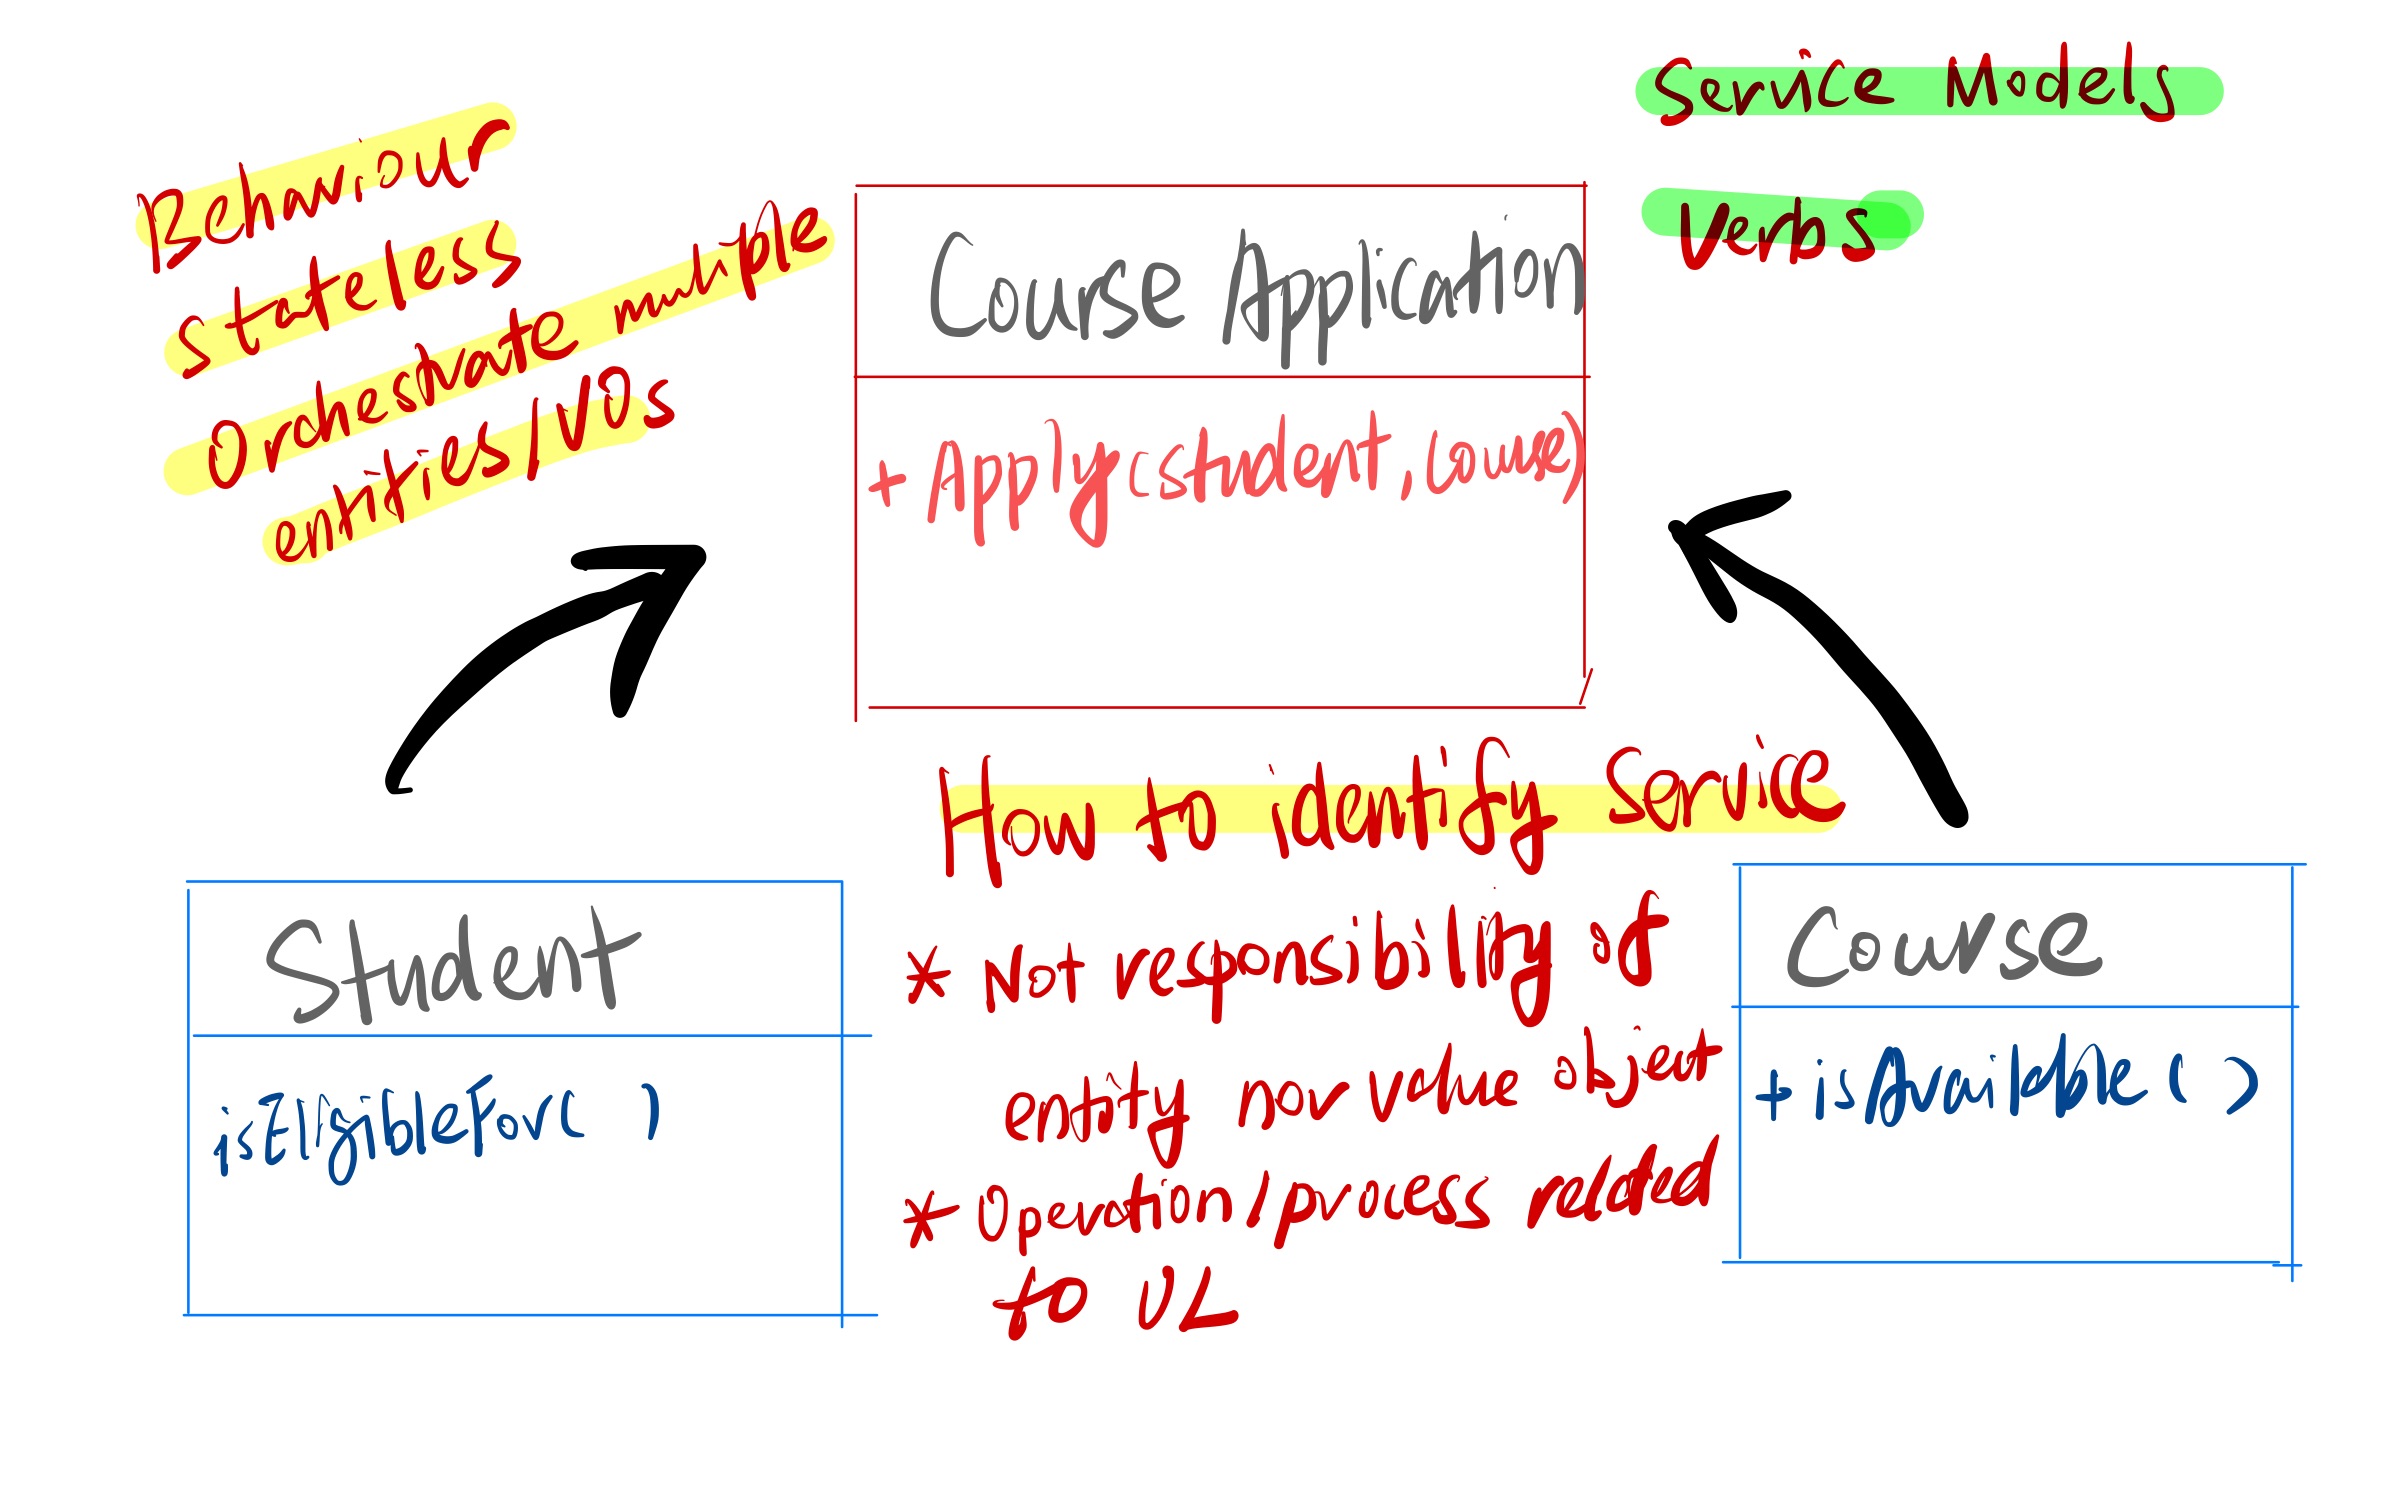 Service Models
Verbs
Behaviour
Stateless
Orchestrate multiple
entities / VOs
Course Application
+ Apply (student, course)
How to identify service
* Not responsibility of
entity nor value object
* Operation / process related
to UL
Student
isEligibleFor( )
Course
+ isAvailable ( )